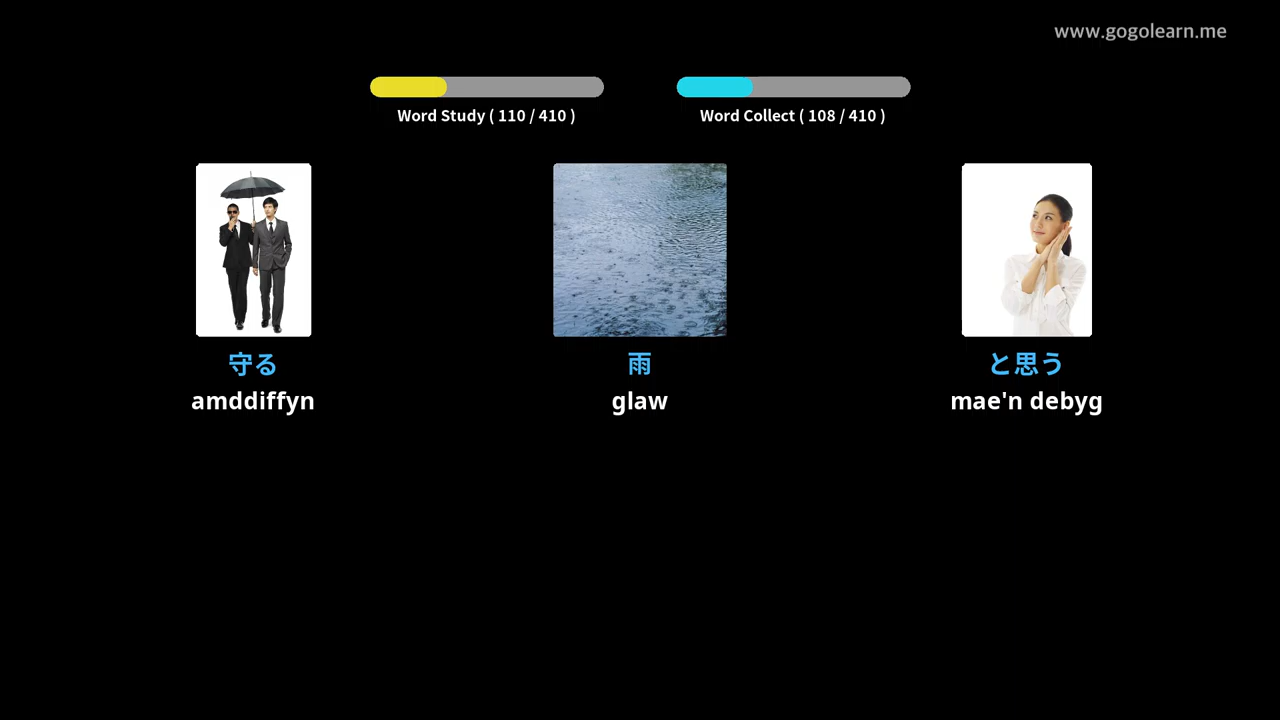 www.gogolearn.me
Word Study ( 110 / 410 )
Word Collect ( 108 / 410 )
守る
amddiffyn
雨
glaw
と思う
mae'n debyg